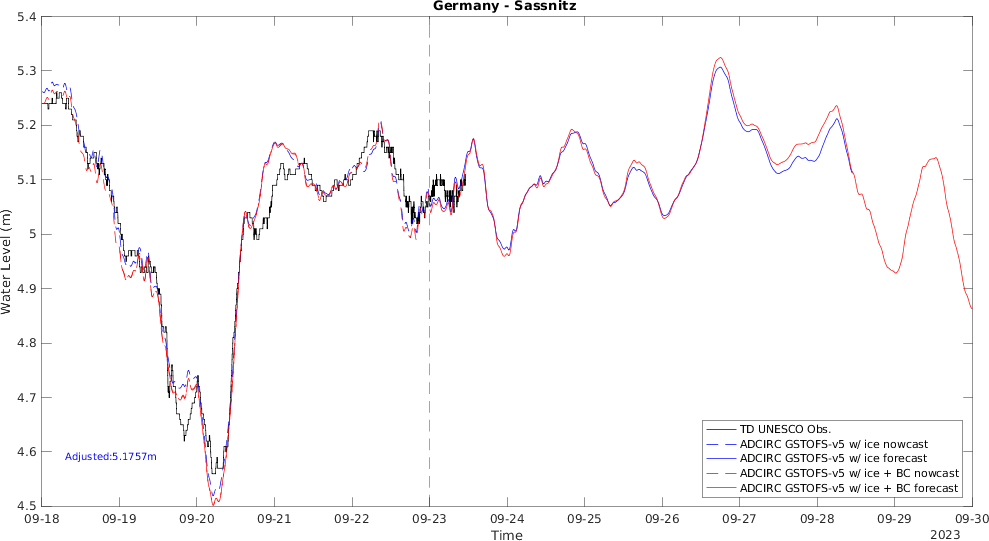 Germany - Sassnitz
5.4
5.3
5.2
5.1
5
4.9
4.8
4.7
4.6
4.5
Water Level (m)
Adjusted:5.1757m
TD UNESCO Obs.
ADCIRC GSTOFS-v5 w/ ice nowcast
ADCIRC GSTOFS-v5 w/ ice forecast
ADCIRC GSTOFS-v5 w/ ice + BC nowcast
ADCIRC GSTOFS-v5 w/ ice + BC forecast
09-18 09-19 09-20 09-21 09-22 09-23 09-24 09-25 09-26 09-27 09-28 09-29 09-30
Time
2023